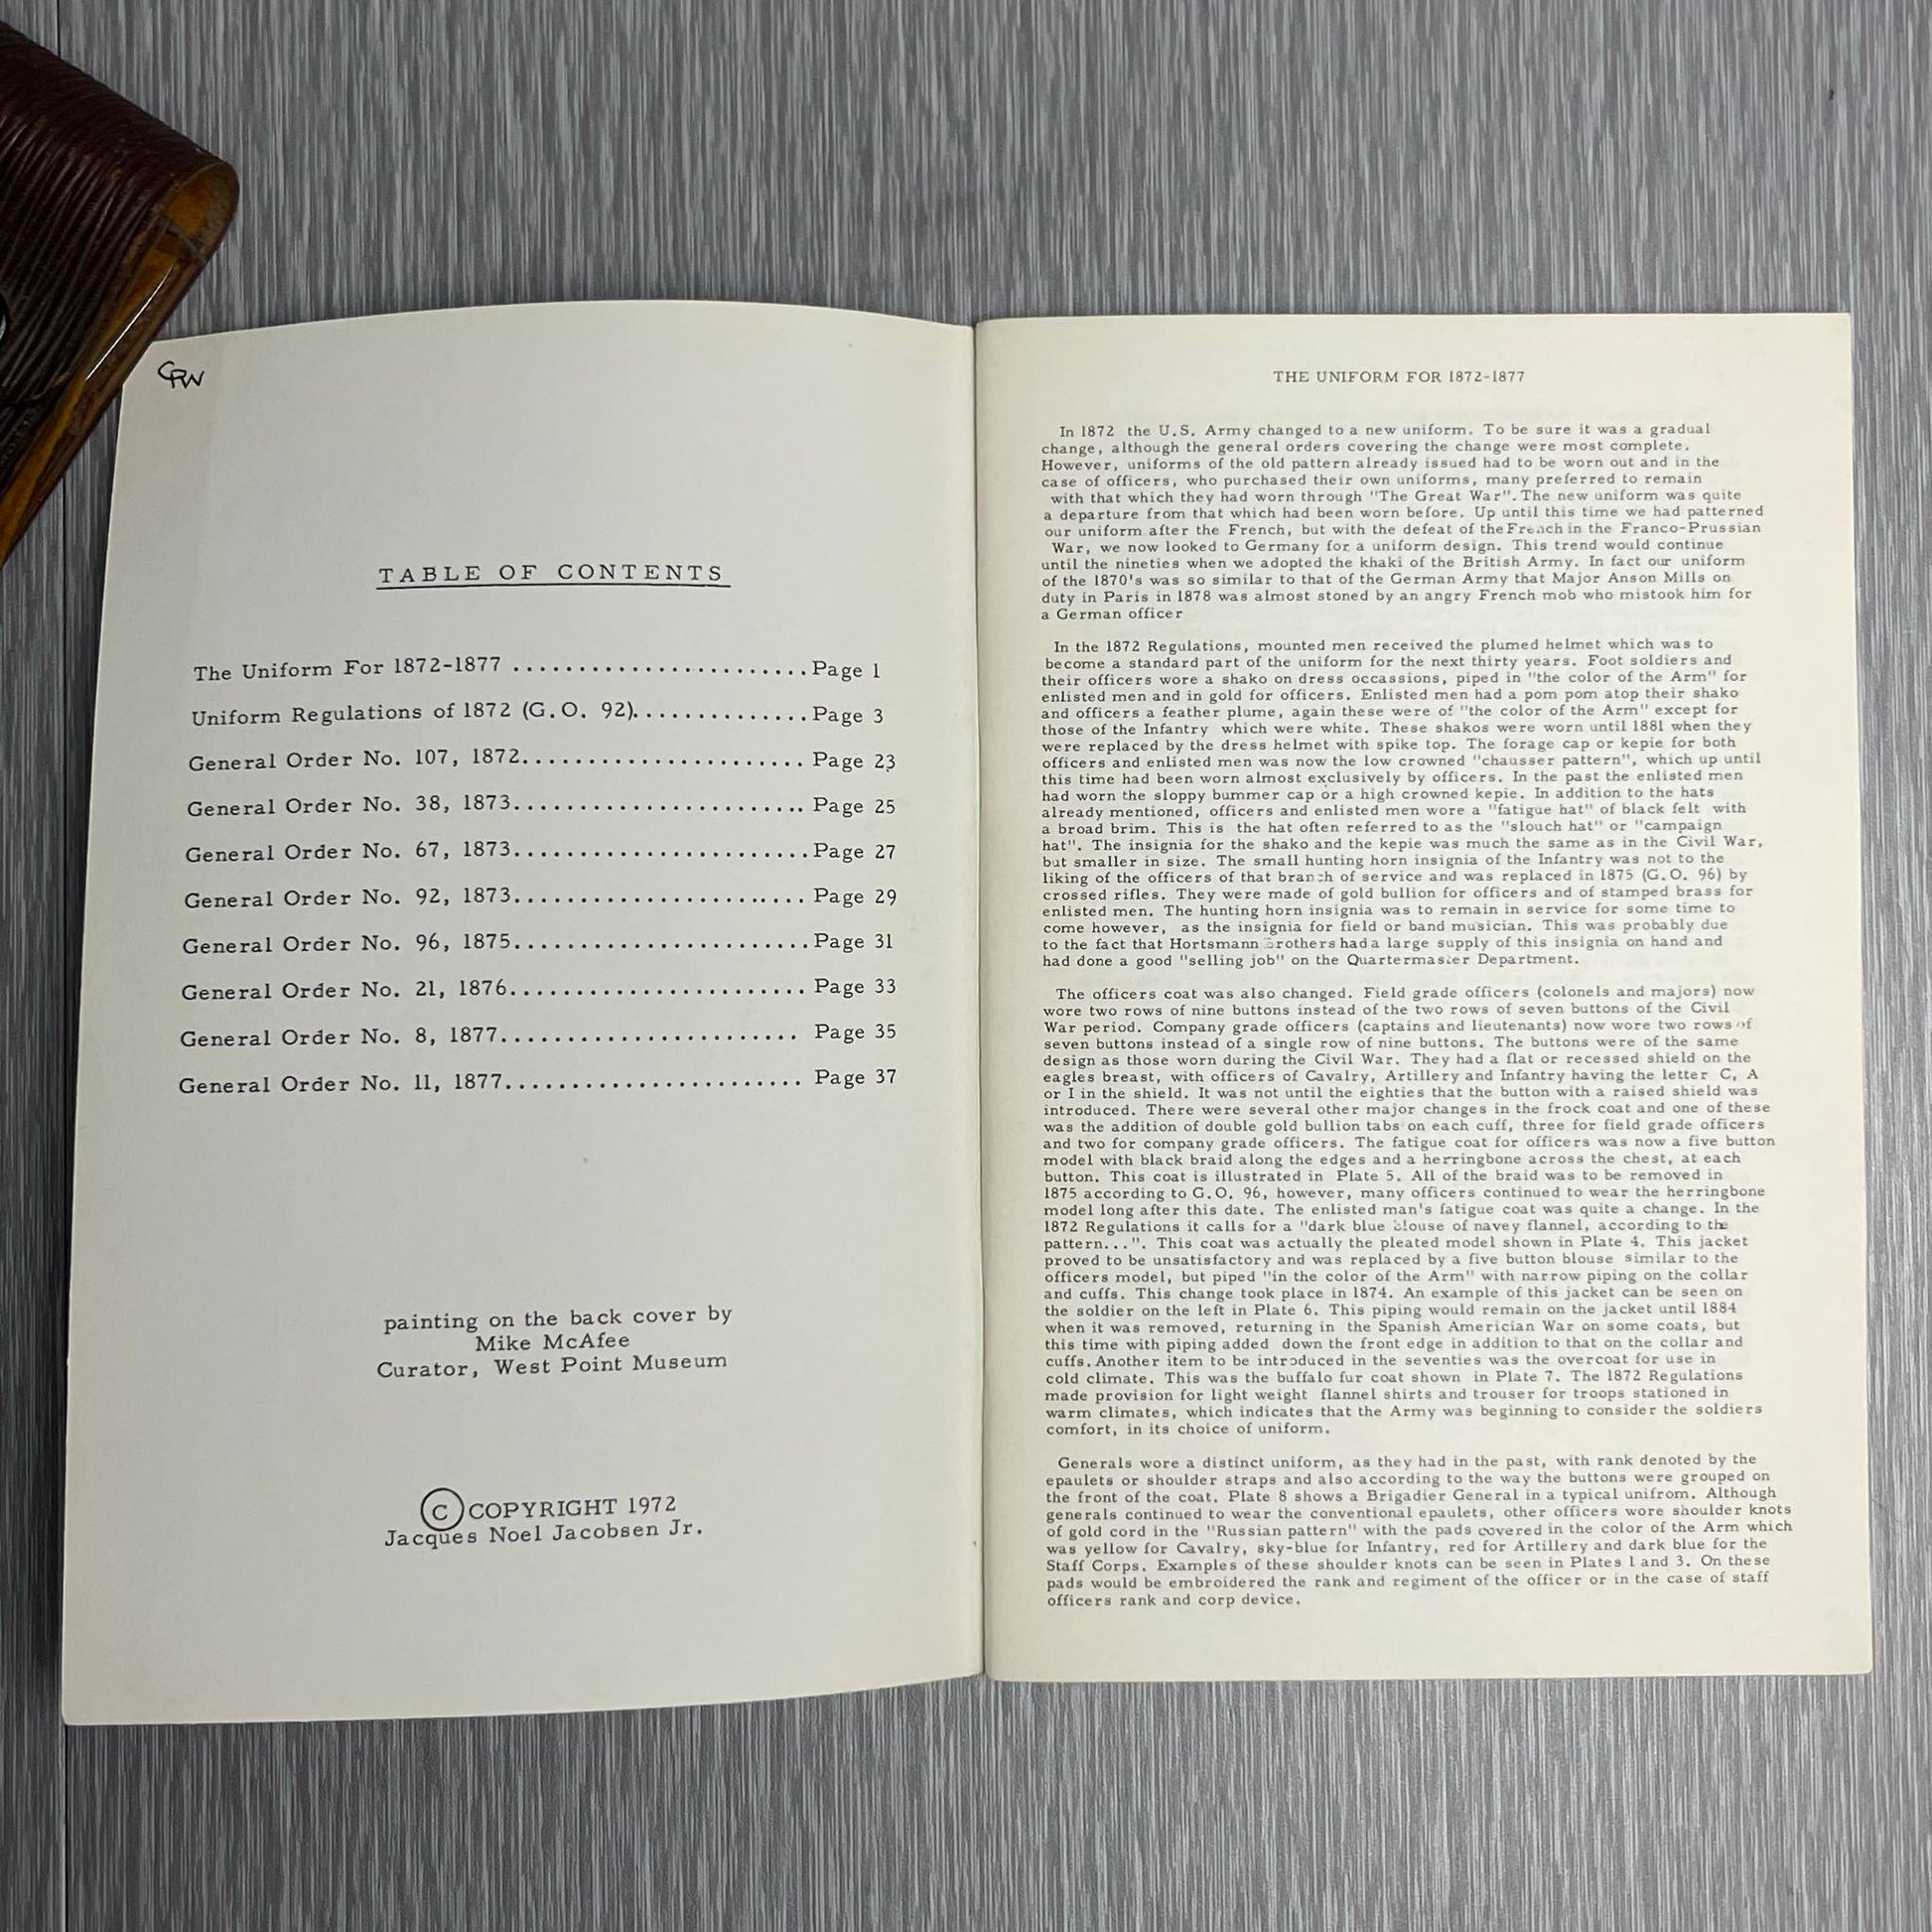 GRW
TABLE OF CONTENTS
The Uniform For 1872-1877 ........................Page 1
Uniform Regulations of 1872 (G.O. 92)..............Page 3
General Order No. 107, 1872...................... Page 23
General Order No. 38, 1873....................... Page 25
General Order No. 67, 1873.......................Page 27
General Order No. 92, 1873....................... Page 29
General Order No. 96, 1875.......................Page 31
General Order No. 21, 1876....................... Page 33
General Order No. 8, 1877....................... Page 35
General Order No. 11, 1877....................... Page 37
painting on the back cover by
Mike McAfee
Curator, West Point Museum
© COPYRIGHT 1972
Jacques Noel Jacobsen Jr.
THE UNIFORM FOR 1872-1877
In 1872 the U.S. Army changed to a new uniform. To be sure it was a gradual
change, although the general orders covering the change were most complete.
However, uniforms of the old pattern already issued had to be worn out and in the
case of officers, who purchased their own uniforms, many preferred to remain
with that which they had worn through "The Great War". The new uniform was quite
a departure from that which had been worn before. Up until this time we had patterned
our uniform after the French, but with the defeat of the French in the Franco-Prussian
War, we now looked to Germany for a uniform design. This trend would continue
until the nineties when we adopted the khaki of the British Army. In fact our uniform
of the 1870's was so similar to that of the German Army that Major Anson Mills on
duty in Paris in 1878 was almost stoned by an angry French mob who mistook him for
a German officer
In the 1872 Regulations, mounted men received the plumed helmet which was to
become a standard part of the uniform for the next thirty years. Foot soldiers and
their officers wore a shako on dress occassions, piped in "the color of the Arm" for
enlisted men and in gold for officers. Enlisted men had a pom pom atop their shako
and officers a feather plume, again these were of "the color of the Arm" except for
those of the Infantry which were white. These shakos were worn until 1881 when they
were replaced by the dress helmet with spike top. The forage cap or kepie for both
officers and enlisted men was now the low crowned "chausser pattern", which up until
this time had been worn almost exclusively by officers. In the past the enlisted men
had worn the sloppy bummer cap or a high crowned kepie. In addition to the hats
already mentioned, officers and enlisted men wore a "fatigue hat" of black felt with
a broad brim. This is the hat often referred to as the "slouch hat" or "campaign
hat". The insignia for the shako and the kepie was much the same as in the Civil War,
but smaller in size. The small hunting horn insignia of the Infantry was not to the
liking of the officers of that branch of service and was replaced in 1875 (G.O. 96) by
crossed rifles. They were made of gold bullion for officers and of stamped brass for
enlisted men. The hunting horn insignia was to remain in service for some time to
come however, as the insignia for field or band musician. This was probably due
to the fact that Hortsmann Brothers had a large supply of this insignia on hand and
had done a good "selling job" on the Quartermaster Department.
The officers coat was also changed. Field grade officers (colonels and majors) now
wore two rows of nine buttons instead of the two rows of seven buttons of the Civil
War period. Company grade officers (captains and lieutenants) now wore two rows of
seven buttons instead of a single row of nine buttons. The buttons were of the same
design as those worn during the Civil War. They had a flat or recessed shield on the
eagles breast, with officers of Cavalry, Artillery and Infantry having the letter C, A
or I in the shield. It was not until the eighties that the button with a raised shield was
introduced. There were several other major changes in the frock coat and one of these
was the addition of double gold bullion tabs on each cuff, three for field grade officers
and two for company grade officers. The fatigue coat for officers was now a five button
model with black braid along the edges and a herringbone across the chest, at each
button. This coat is illustrated in Plate 5. All of the braid was to be removed in
1875 according to G.O. 96, however, many officers continued to wear the herringbone
model long after this date. The enlisted man's fatigue coat was quite a change. In the
1872 Regulations it calls for a "dark blue blouse of navey flannel, according to the
pattern...". This coat was actually the pleated model shown in Plate 4. This jacket
proved to be unsatisfactory and was replaced by a five button blouse similar to the
officers model, but piped "in the color of the Arm" with narrow piping on the collar
and cuffs. This change took place in 1874. An example of this jacket can be seen on
the soldier on the left in Plate 6. This piping would remain on the jacket until 1884
when it was removed, returning in the Spanish Amercian War on some coats, but
this time with piping added down the front edge in addition to that on the collar and
cuffs. Another item to be introduced in the seventies was the overcoat for use in
cold climate. This was the buffalo fur coat shown in Plate 7. The 1872 Regulations
made provision for light weight flannel shirts and trouser for troops stationed in
warm climates, which indicates that the Army was beginning to consider the soldiers
comfort, in its choice of uniform.
Generals wore a distinct uniform, as they had in the past, with rank denoted by the
epaulets or shoulder straps and also according to the way the buttons were grouped on
the front of the coat. Plate 8 shows a Brigadier General in a typical unifrom. Although
generals continued to wear the conventional epaulets, other officers wore shoulder knots
of gold cord in the "Russian pattern" with the pads covered in the color of the Arm which
was yellow for Cavalry, sky-blue for Infantry, red for Artillery and dark blue for the
Staff Corps. Examples of these shoulder knots can be seen in Plates 1 and 3. On these
pads would be embroidered the rank and regiment of the officer or in the case of staff
officers rank and corp device.